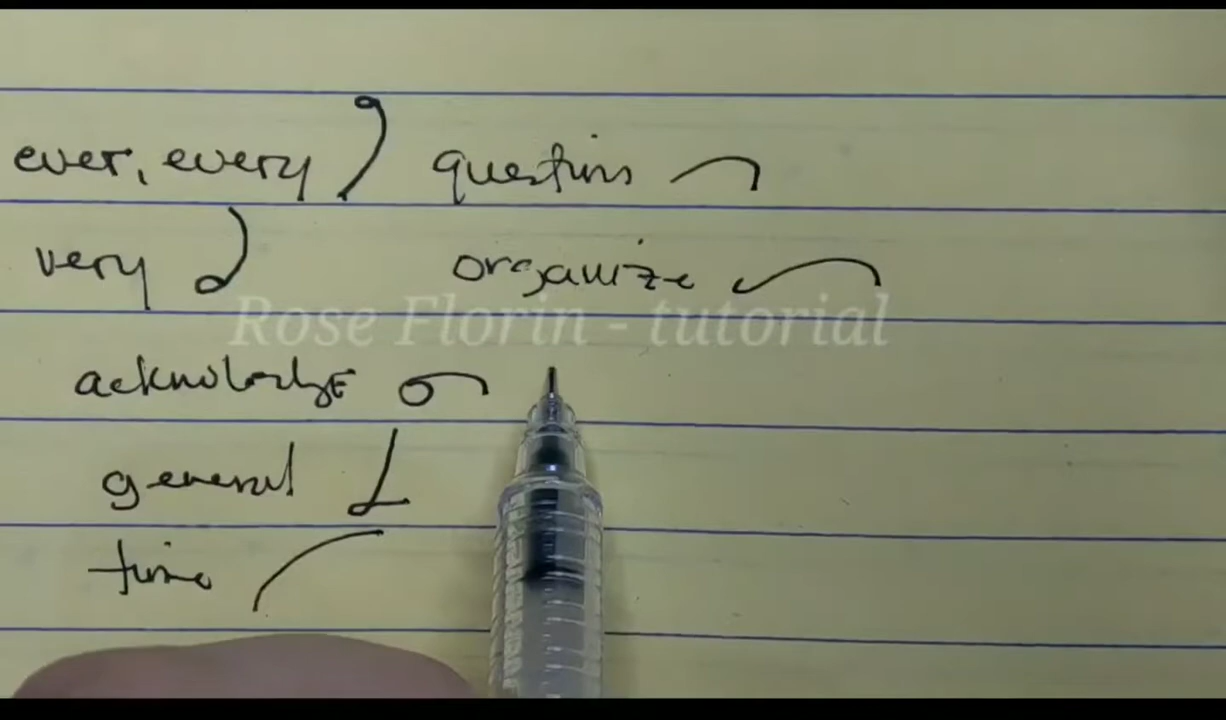 ever, every questions
very organize
Rose Florin - tutorial
acknowledge
general
time